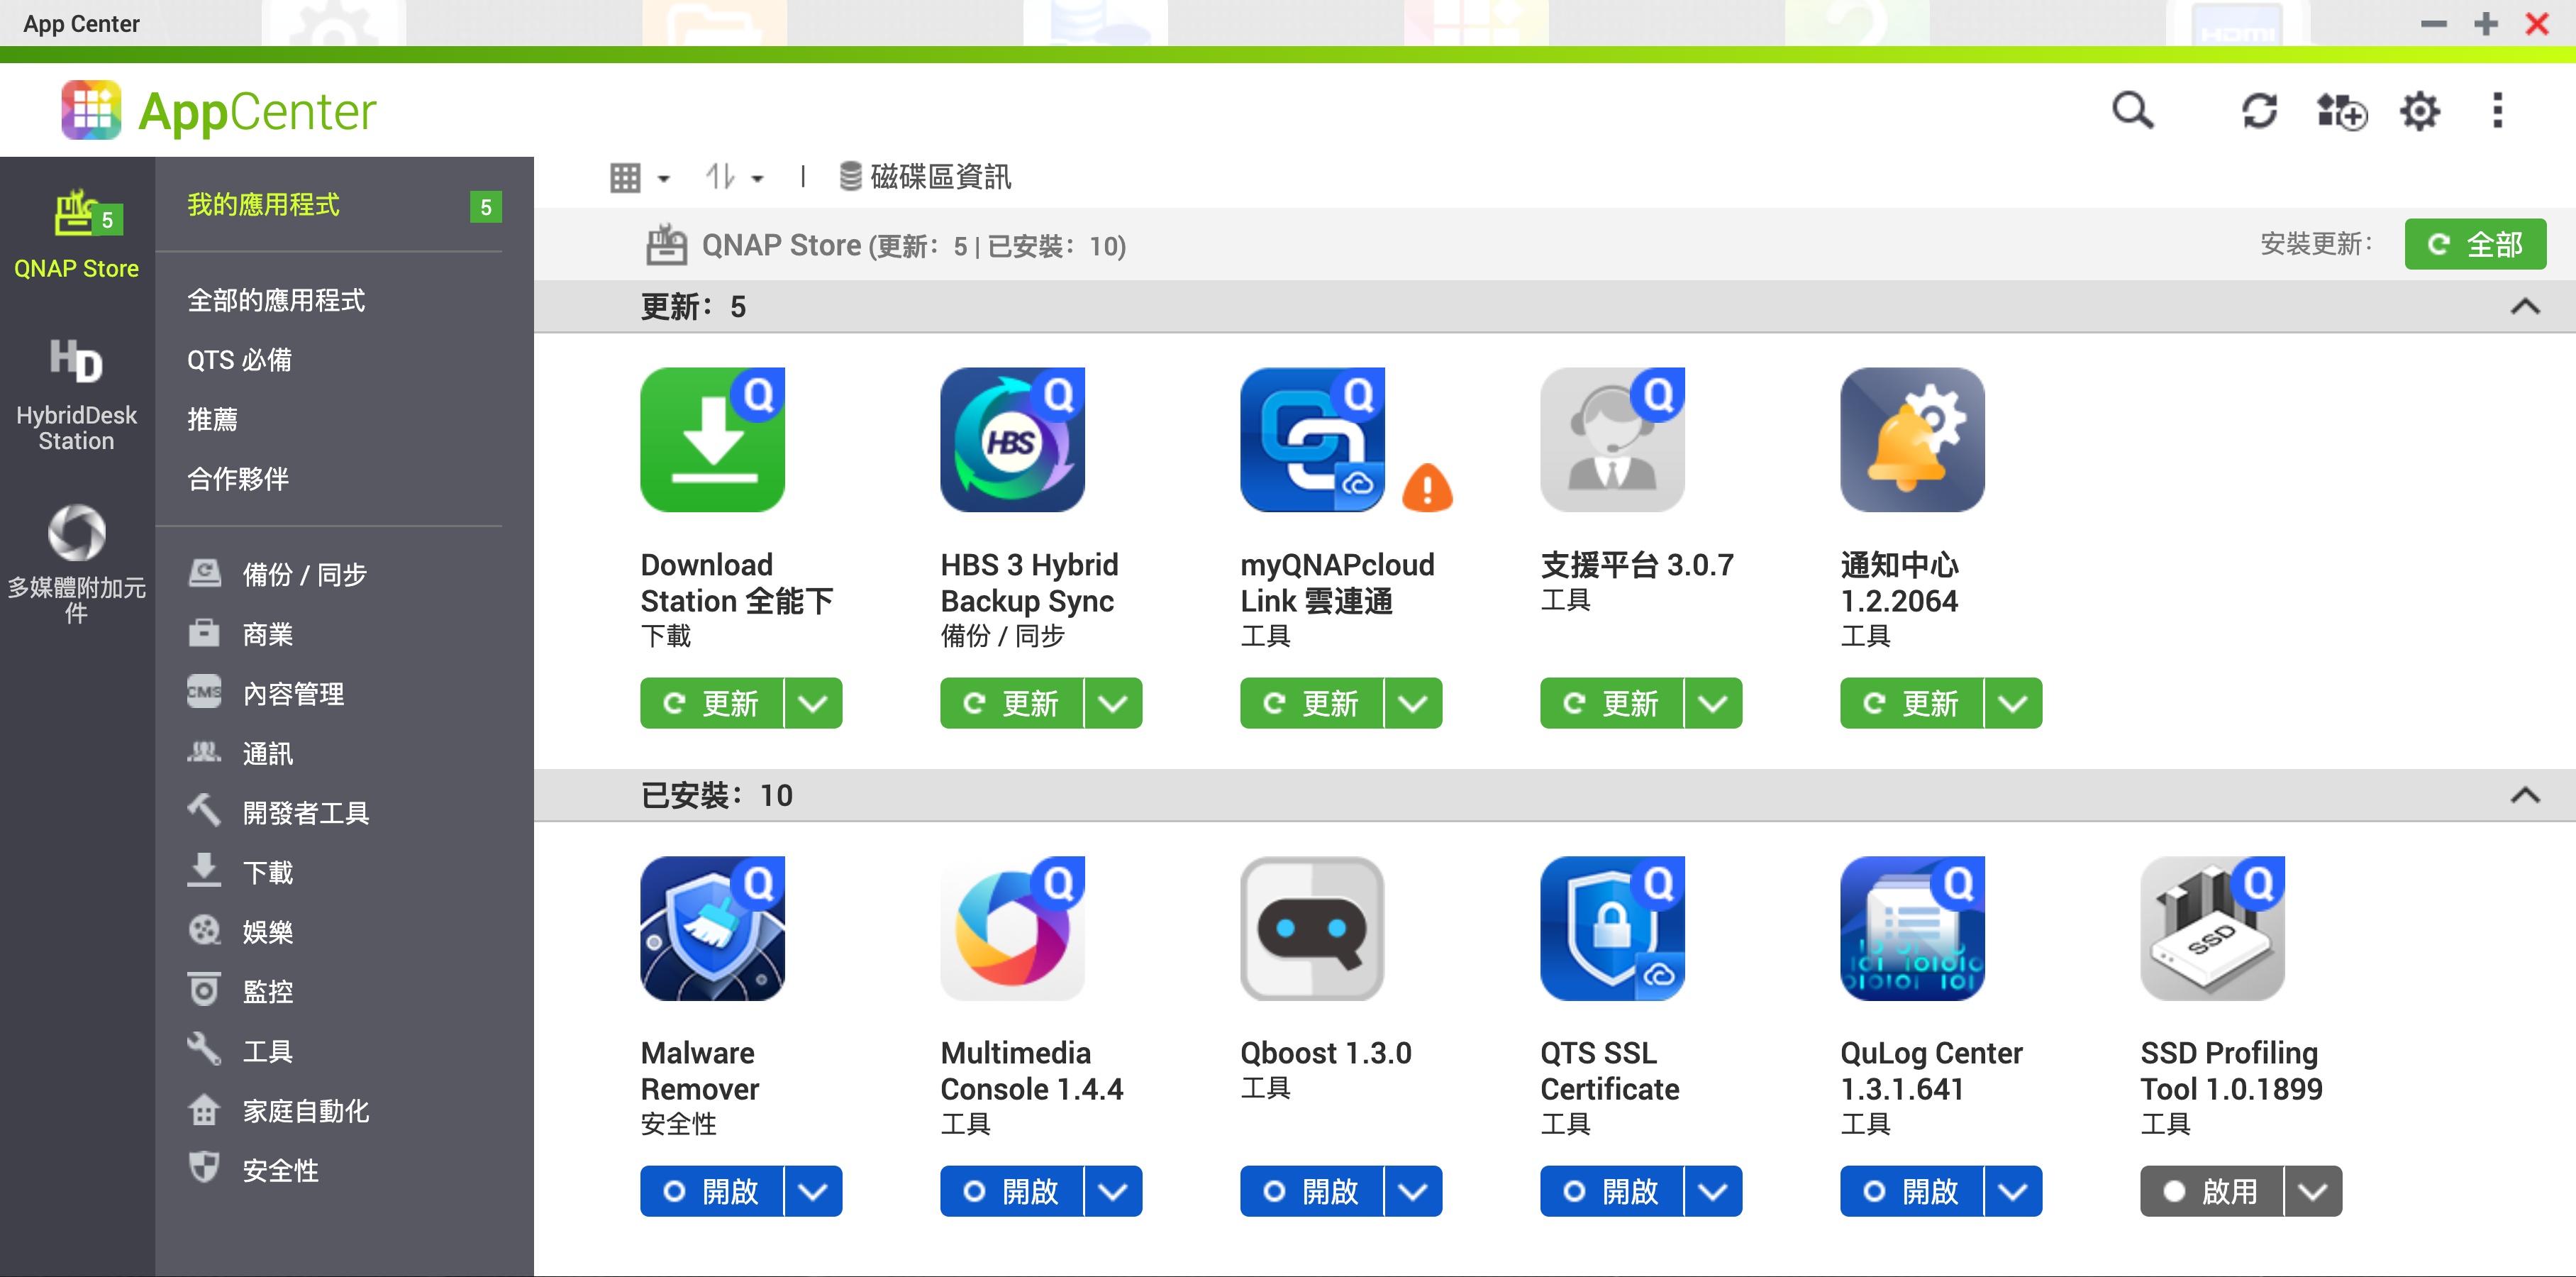 App Center
AppCenter
5
QNAP Store
HybridDesk
Station
多媒體附加元
件
我的應用程式 5
全部的應用程式
QTS 必備
推薦
合作夥伴
備份 / 同步
商業
CMS 內容管理
通訊
開發者工具
下載
娛樂
監控
工具
家庭自動化
安全性
磁碟區資訊
QNAP Store (更新：5 | 已安裝：10)
安裝更新： 全部
更新：5
Q
HBS Q
Q
Q
Download
Station 全能下
下載
更新
HBS 3 Hybrid
Backup Sync
備份 / 同步
更新
myQNAPcloud
Link 雲連通
工具
更新
支援平台 3.0.7
工具
更新
通知中心
1.2.2064
工具
更新
已安裝：10
Q
Q
Q
Q
SSD Q
Malware
Remover
安全性
開啟
Multimedia
Console 1.4.4
工具
開啟
Qboost 1.3.0
工具
開啟
QTS SSL
Certificate
工具
開啟
QuLog Center
1.3.1.641
工具
開啟
SSD Profiling
Tool 1.0.1899
工具
啟用